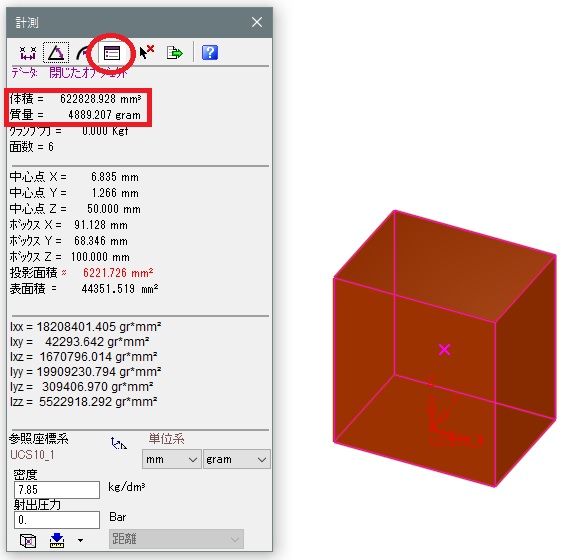 計測
データ: 閉じたオブジェクト
体積 = 622828.928 mm³
質量 = 4889.207 gram
クランプ力 = 0.000 Kgf
面数 = 6
中心点 X = 6.835 mm
中心点 Y = 1.266 mm
中心点 Z = 50.000 mm
ボックス X = 91.128 mm
ボックス Y = 68.346 mm
ボックス Z = 100.000 mm
投影面積 ≈ 6221.726 mm²
表面積 = 44351.519 mm²
Ixx = 18208401.405 gr*mm²
Ixy = 42293.642 gr*mm²
Ixz = 1670796.014 gr*mm²
Iyy = 19909230.794 gr*mm²
Iyz = 309406.970 gr*mm²
Izz = 5522918.292 gr*mm²
参照座標系 単位系
UCS10_1 mm gram
密度
7.85 kg/dm³
射出圧力
0. Bar
距離